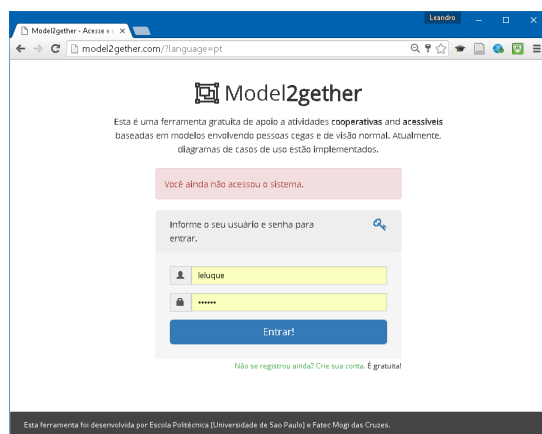 Leandro
Model2gether - Acesse e
model2gether.com/?language=pt
Model2gether
Esta é uma ferramenta gratuita de apoio a atividades cooperativas and acessíveis
baseadas em modelos envolvendo pessoas cegas e de visão normal. Atualmente,
diagramas de casos de uso estão implementados.
Você ainda não acessou o sistema.
Informe o seu usuário e senha para
entrar.
leluque
••••••
Entrar!
Não se registrou ainda? Crie sua conta. É gratuita!
Esta ferramenta foi desenvolvida por Escola Politécnica (Universidade de Sao Paulo) e Fatec Mogi das Cruzes.